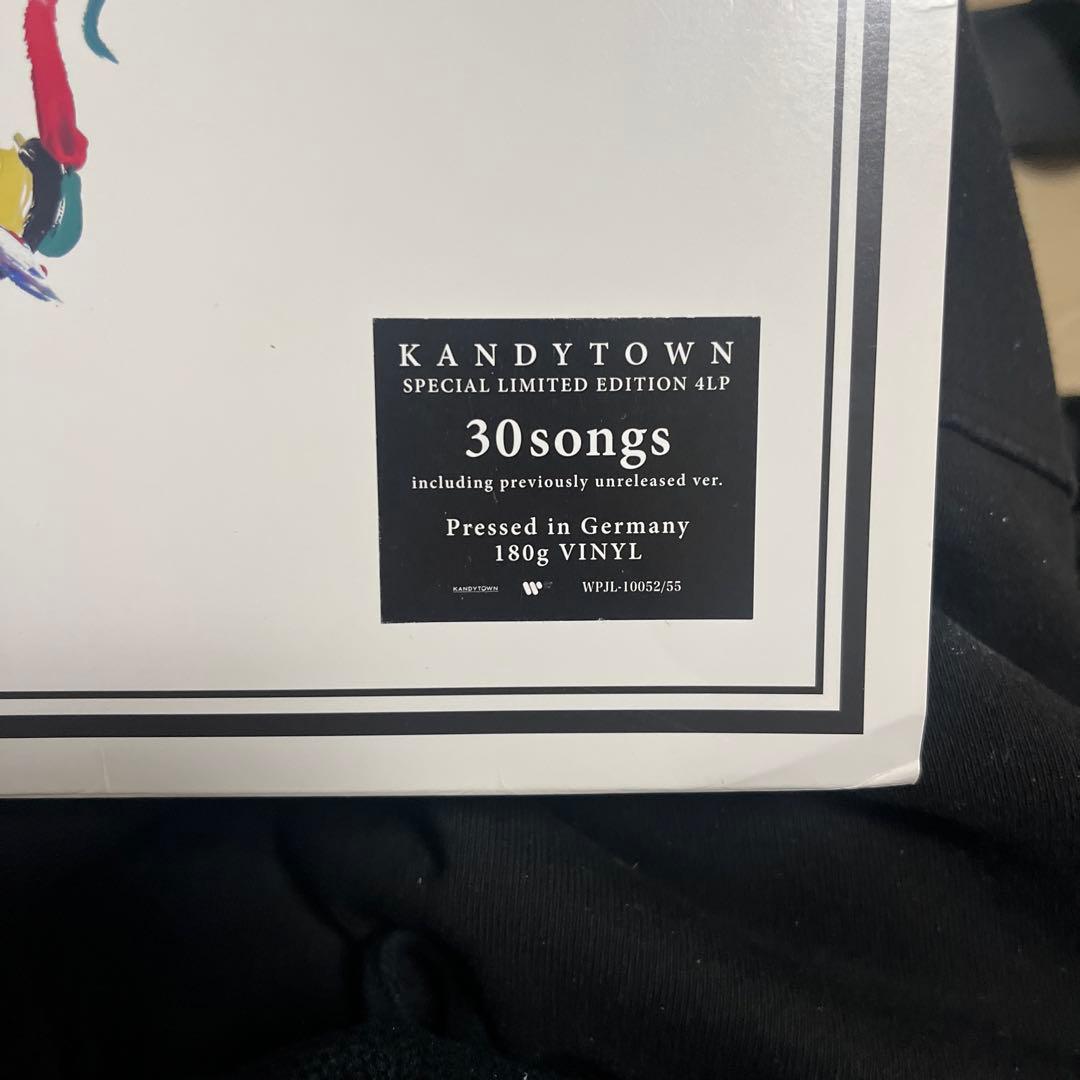 KANDYTOWN
SPECIAL LIMITED EDITION 4LP
30songs
including previously unreleased ver.
Pressed in Germany
180g VINYL
KANDYTOWN WPJL-10052/55